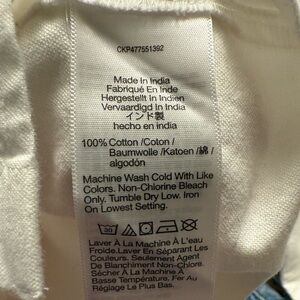 CKP477551392
Made In India
Fabriqué En Inde
Hergestellt In Indien
Vervaardigd In India
インド製
hecho en india
100% Cotton /Coton /
Baumwolle /Katoen /綿 /
algodón
Machine Wash Cold With Like
Colors. Non-Chlorine Bleach
Only. Tumble Dry Low. Iron
On Lowest Setting.
30
Laver À La Machine À L'eau
Froide.Laver En Séparant Les
Couleurs. Seulement Agent
De Blanchiment Non-Chlore.
Sécher À La Machine À
Basse Température. Fer Au
Réglage Le Plus Bas.